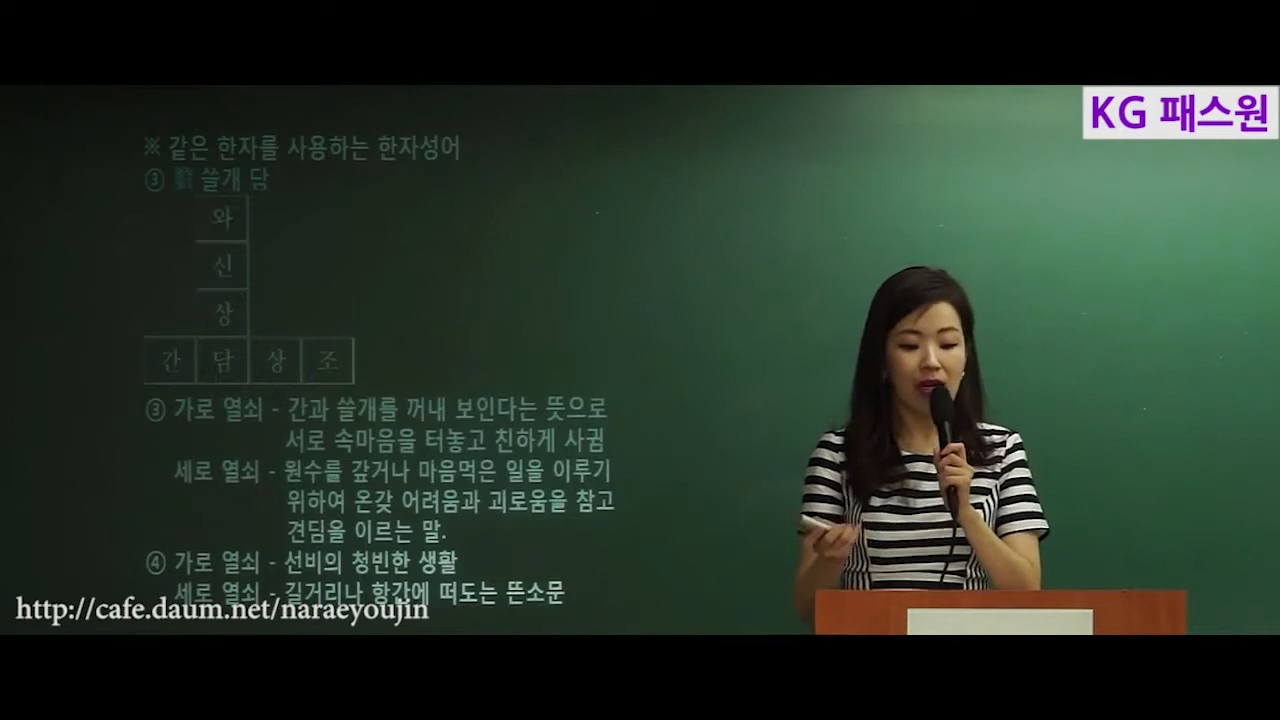 KG 패스원
※ 같은 한자를 사용하는 한자성어
③ 쓸개 담
와
신
상
간 담 상 조
③ 가로 열쇠 - 간과 쓸개를 꺼내 보인다는 뜻으로
서로 속마음을 터놓고 친하게 사귐
세로 열쇠 - 원수를 갚거나 마음먹은 일을 이루기
위하여 온갖 어려움과 괴로움을 참고
견딤을 이르는 말.
④ 가로 열쇠 - 선비의 청빈한 생활
세로 열쇠 - 길거리나 항간에 떠도는 뜬소문
http://cafe.daum.net/naraeyoujin